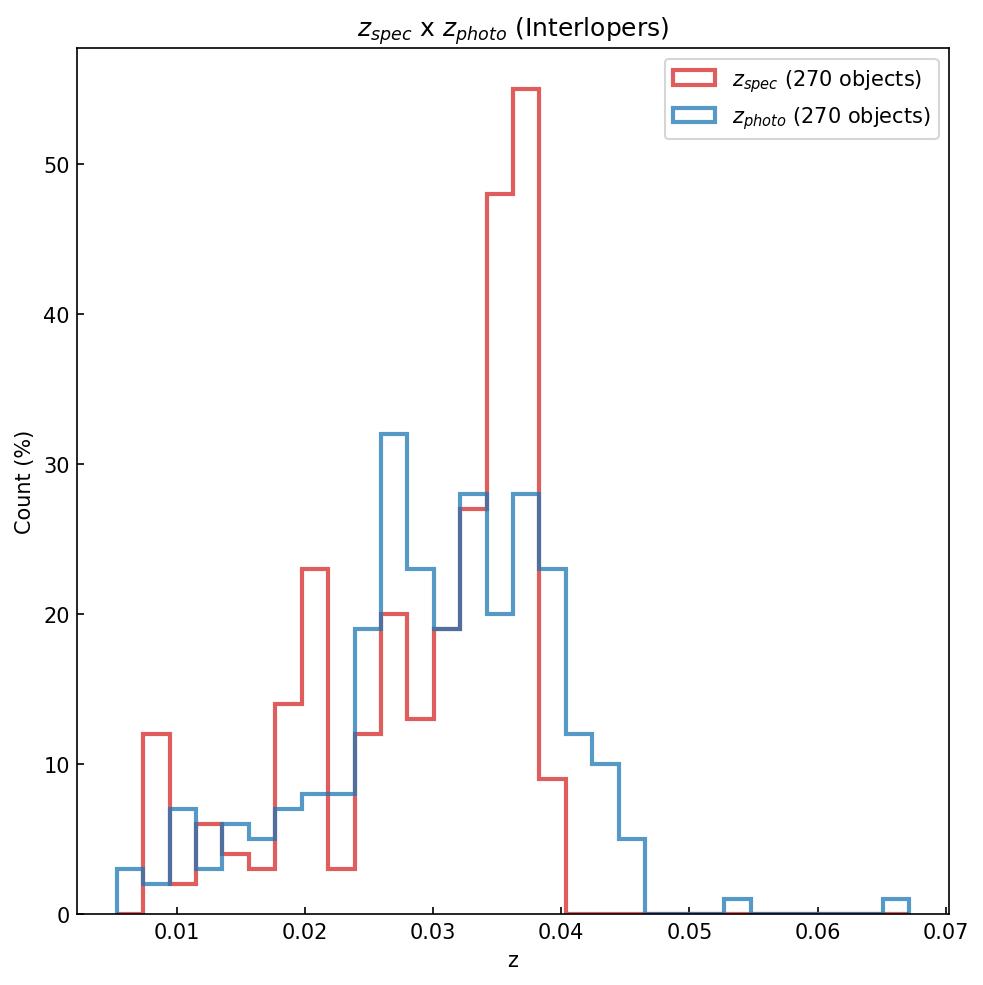 z_spec x z_photo (Interlopers)
z_spec (270 objects)
z_photo (270 objects)
50
40
30
20
10
0
Count (%)
0.01 0.02 0.03 0.04 0.05 0.06 0.07
z